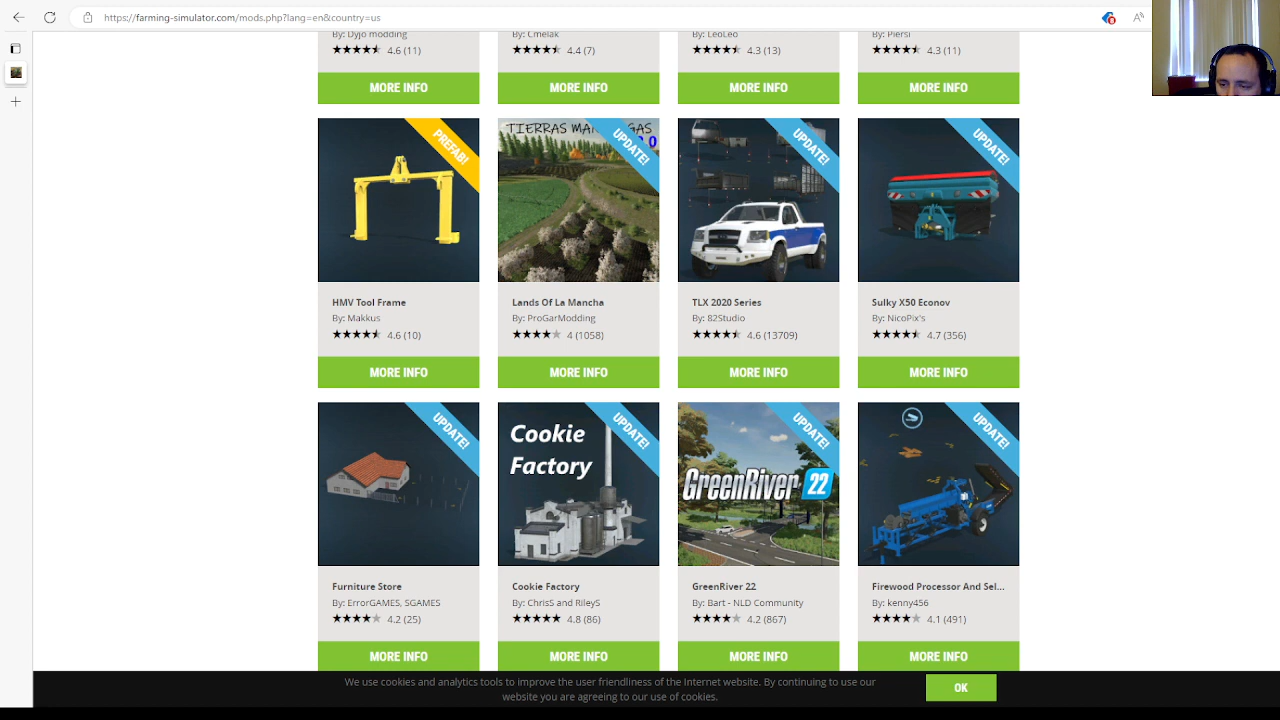 https://farming-simulator.com/mods.php?lang=en&country=us
By: Dyjo modding
By: Cmelak
By: LeoLeo
By: Piersi
4.6 (11)
4.4 (7)
4.3 (13)
4.3 (11)
MORE INFO
MORE INFO
MORE INFO
MORE INFO
PREFAB!
UPDATE!
UPDATE!
UPDATE!
HMV Tool Frame
Lands Of La Mancha
TLX 2020 Series
Sulky X50 Econov
By: Makkus
By: ProGarModding
By: 82Studio
By: NicoPix's
4.6 (10)
4 (1058)
4.6 (13709)
4.7 (356)
MORE INFO
MORE INFO
MORE INFO
MORE INFO
UPDATE!
UPDATE!
UPDATE!
UPDATE!
Cookie
Factory
GreenRiver 22
Furniture Store
Cookie Factory
GreenRiver 22
Firewood Processor And Sel...
By: ErrorGAMES, SGAMES
By: ChrisS and RileyS
By: Bart - NLD Community
By: kenny456
4.2 (25)
4.8 (86)
4.2 (867)
4.1 (491)
MORE INFO
MORE INFO
MORE INFO
MORE INFO
We use cookies and analytics tools to improve the user friendliness of the Internet website. By continuing to use our
website you are agreeing to our use of cookies.
OK